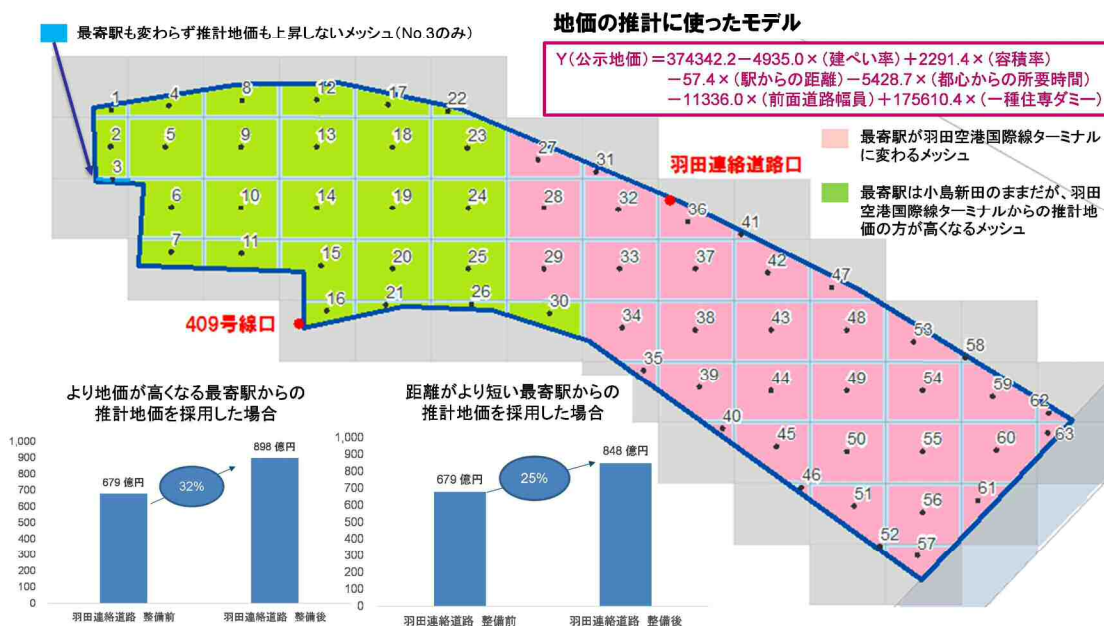 最寄駅も変わらず推計地価も上昇しないメッシュ(No.3のみ)
地価の推計に使ったモデル
Y(公示地価)=374342.2-4935.0×(建ぺい率)+2291.4×(容積率)
-57.4×(駅からの距離)-5428.7×(都心からの所要時間)
-11336.0×(前面道路幅員)+175610.4×(一種住専ダミー)
最寄駅が羽田空港国際線ターミナル
に変わるメッシュ
最寄駅は小島新田のままだが、羽田
空港国際線ターミナルからの推計地
価の方が高くなるメッシュ
羽田連絡道路口
409号線口
1 4 8 12 17 22
2 5 9 13 18 23 27 31
3
6 10 14 19 24 28 32 36 41
7 11 15 20 25 29 33 37 42 47
16 21 26 30 34 38 43 48 53 58
35 39 44 49 54 59 62
40 45 50 55 60 63
46 51 56 61
52 57
より地価が高くなる最寄駅からの
推計地価を採用した場合
1,000
900
800
700
600
500
400
300
200
100
0
679 億円
32%
898 億円
羽田連絡道路 整備前
羽田連絡道路 整備後
距離がより短い最寄駅からの
推計地価を採用した場合
1,000
900
800
700
600
500
400
300
200
100
0
679 億円
25%
848 億円
羽田連絡道路 整備前
羽田連絡道路 整備後